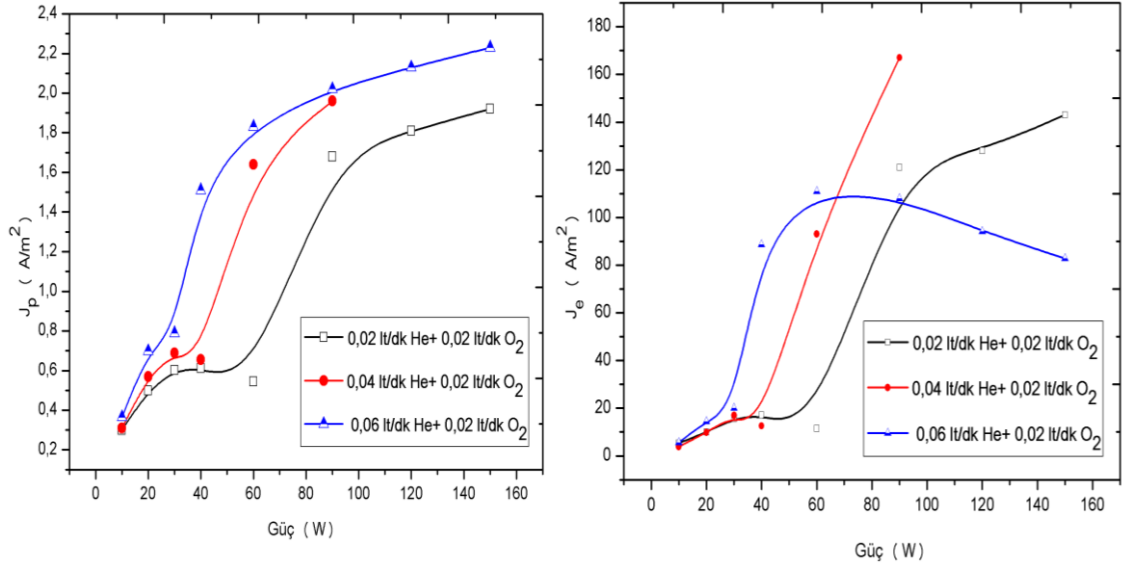 2,4
2,2
2,0
1,8
1,6
1,4
1,2
1,0
0,8
0,6
0,4
0,2
J_p ( A/m^2)
0,02 lt/dk He+ 0,02 lt/dk O_2
0,04 lt/dk He+ 0,02 lt/dk O_2
0,06 lt/dk He+ 0,02 lt/dk O_2
0 20 40 60 80 100 120 140 160
Güç ( W )
180
160
140
120
100
80
60
40
20
0
J_e ( A/m^2)
0,02 lt/dk He+ 0,02 lt/dk O_2
0,04 lt/dk He+ 0,02 lt/dk O_2
0,06 lt/dk He+ 0,02 lt/dk O_2
0 20 40 60 80 100 120 140 160
Güç ( W )